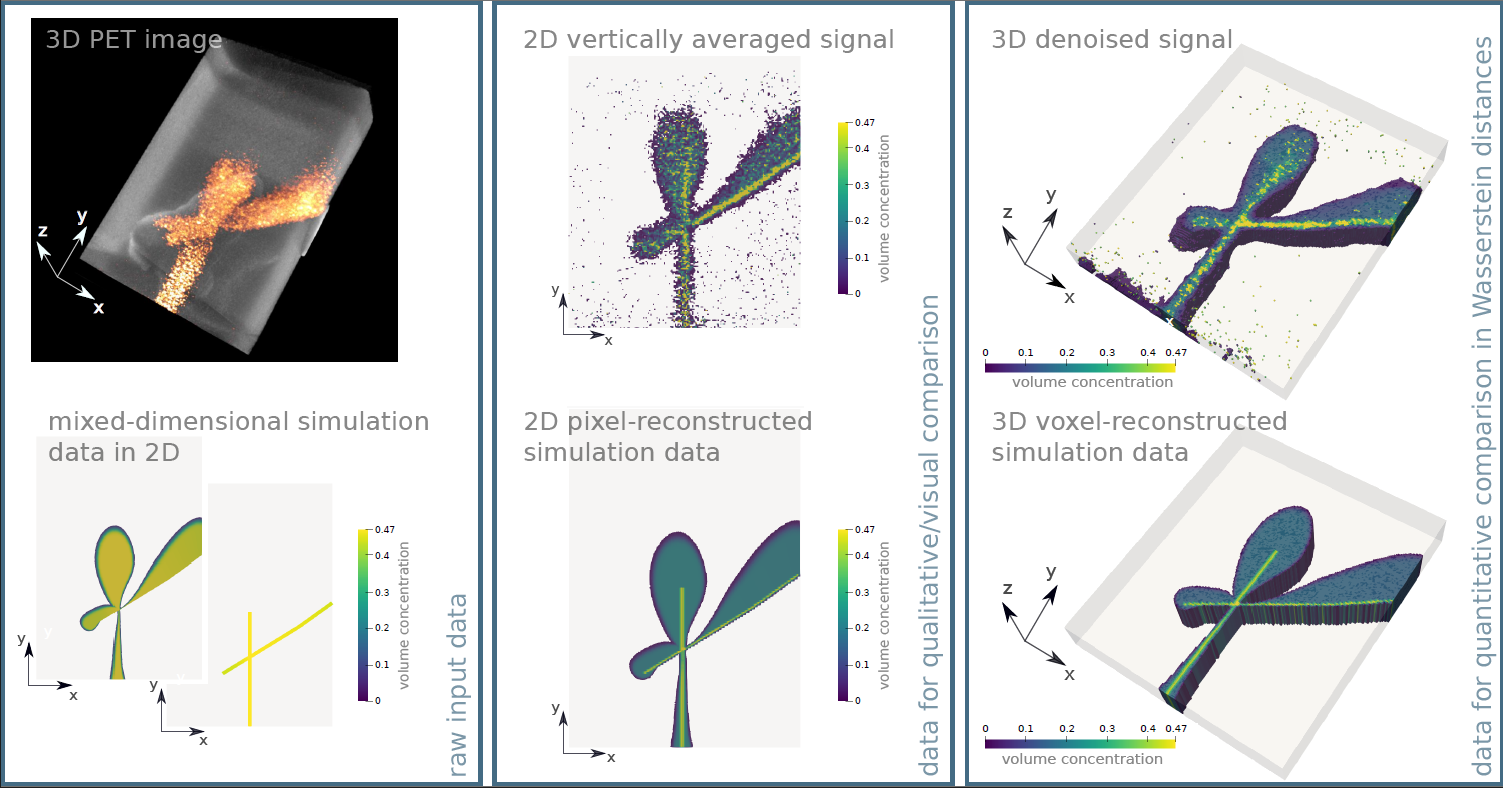 3D PET image
z
y
x
mixed-dimensional simulation
data in 2D
y
y
x
y
x
0.47
0.4
0.3
0.2
0.1
0
volume concentration
raw input data
2D vertically averaged signal
y
x
0.47
0.4
0.3
0.2
0.1
0
volume concentration
2D pixel-reconstructed
simulation data
y
x
0.47
0.4
0.3
0.2
0.1
0
volume concentration
data for qualitative/visual comparison
3D denoised signal
z
y
x
0 0.1 0.2 0.3 0.4 0.47
volume concentration
3D voxel-reconstructed
simulation data
z
y
x
0 0.1 0.2 0.3 0.4 0.47
volume concentration
data for quantitative comparison in Wasserstein distances